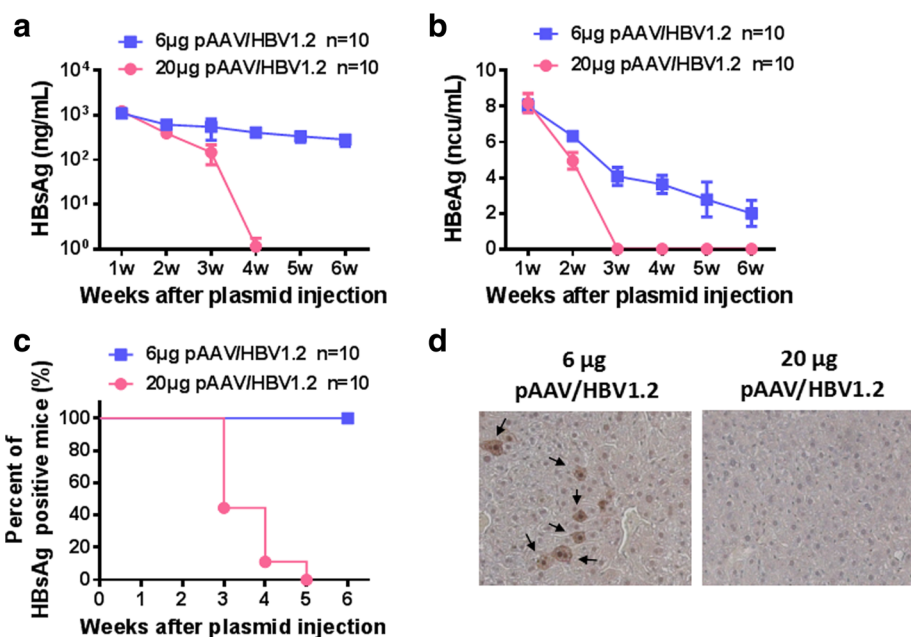 a
6µg pAAV/HBV1.2 n=10
20µg pAAV/HBV1.2 n=10
HBsAg (ng/mL)
10⁴
10³
10²
10¹
10⁰
1w 2w 3w 4w 5w 6w
Weeks after plasmid injection
b
6µg pAAV/HBV1.2 n=10
20µg pAAV/HBV1.2 n=10
HBeAg (ncu/mL)
10
8
6
4
2
0
1w 2w 3w 4w 5w 6w
Weeks after plasmid injection
c
6µg pAAV/HBV1.2 n=10
20µg pAAV/HBV1.2 n=10
Percent of
HBsAg positive mice (%)
100
80
60
40
20
0
0 1 2 3 4 5 6
Weeks after plasmid injection
d
6 µg
pAAV/HBV1.2
20 µg
pAAV/HBV1.2